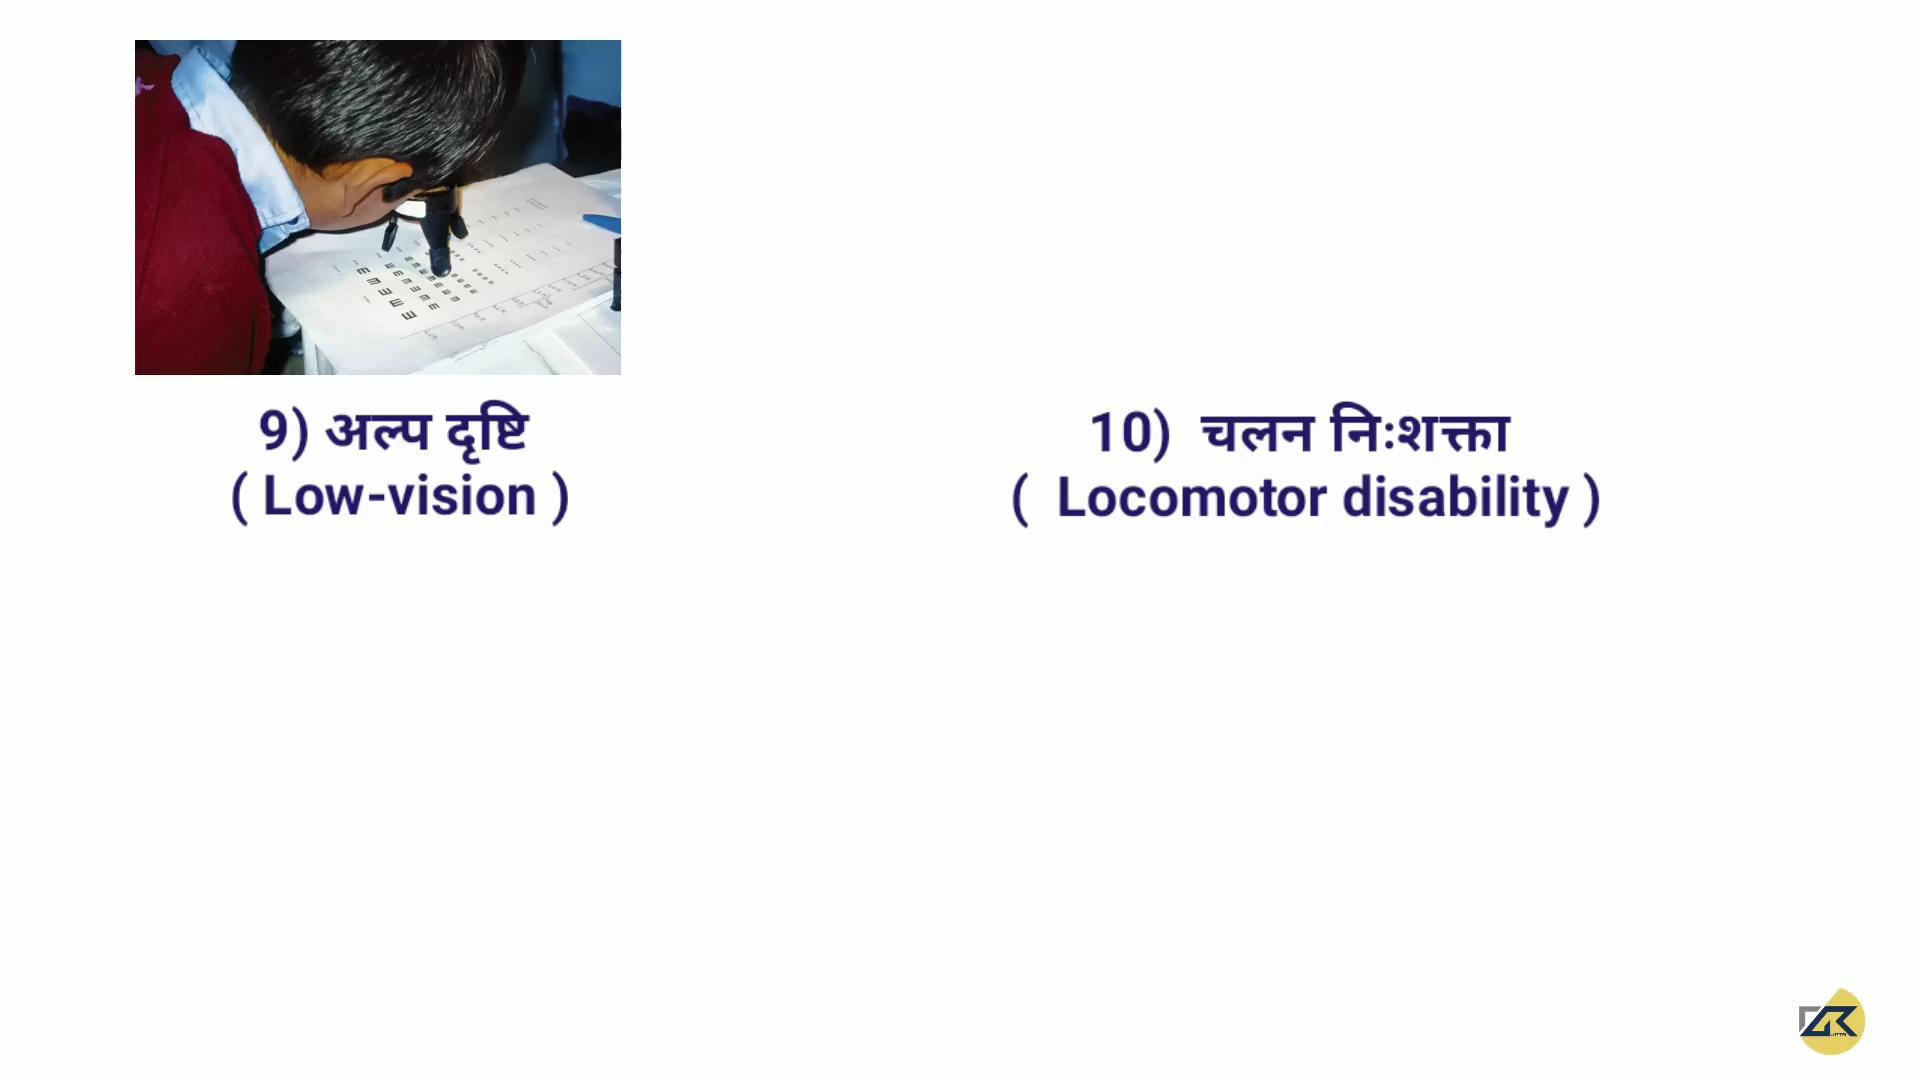 9) अल्प दृष्टि
( Low-vision )
10) चलन निःशक्ता
( Locomotor disability )